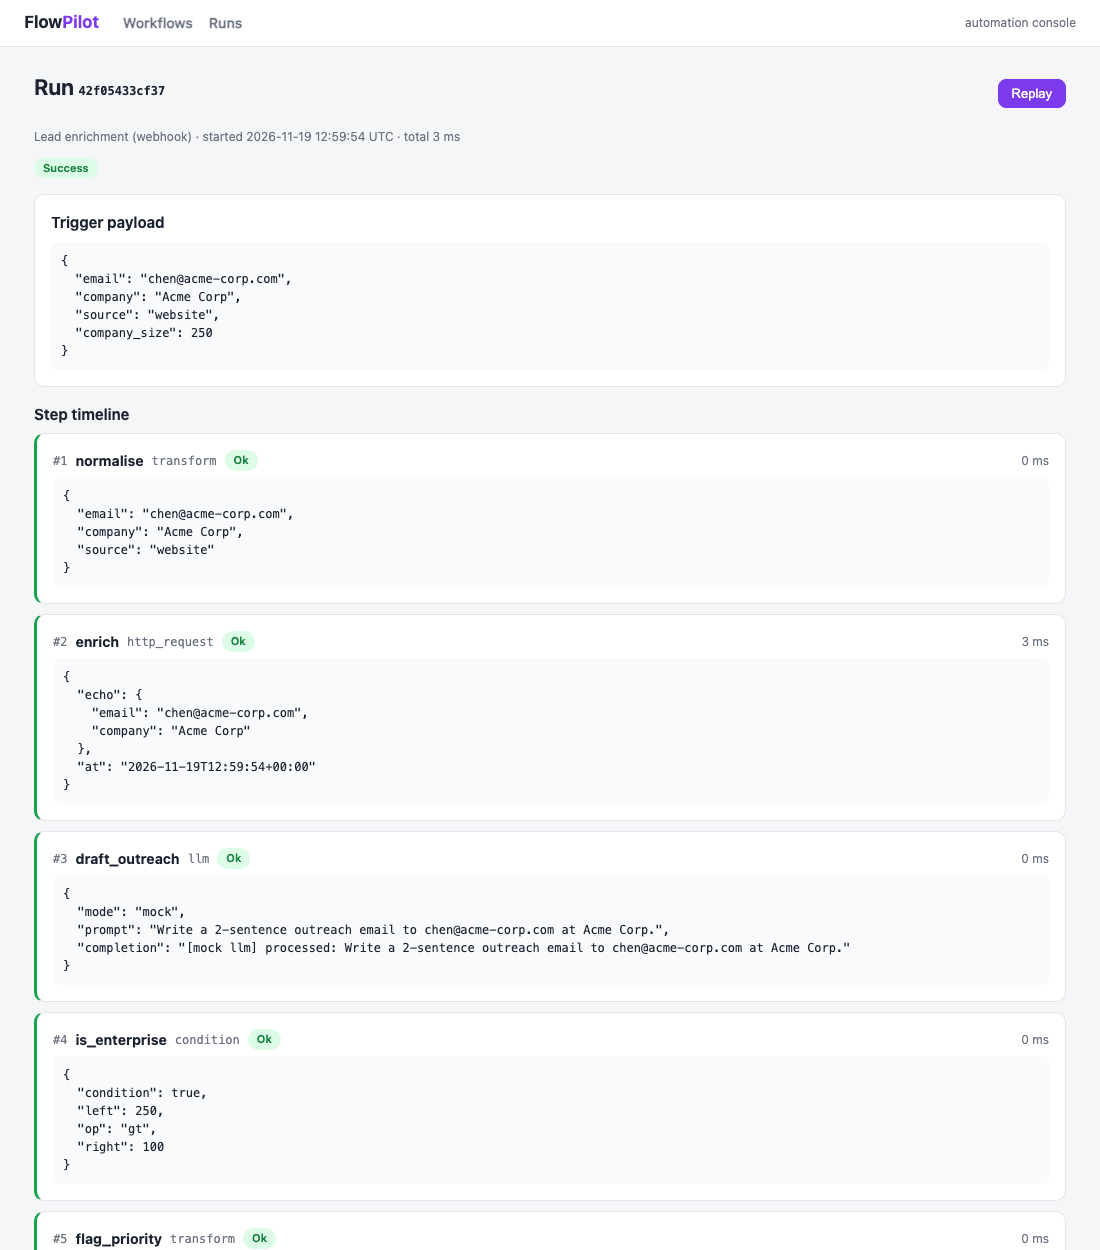 FlowPilot Workflows Runs automation console
Run 42f05433cf37 Replay
Lead enrichment (webhook) · started 2026-11-19 12:59:54 UTC · total 3 ms
Success
Trigger payload
{
  "email": "chen@acme-corp.com",
  "company": "Acme Corp",
  "source": "website",
  "company_size": 250
}
Step timeline
#1 normalise transform Ok 0 ms
{
  "email": "chen@acme-corp.com",
  "company": "Acme Corp",
  "source": "website"
}
#2 enrich http_request Ok 3 ms
{
  "echo": {
    "email": "chen@acme-corp.com",
    "company": "Acme Corp"
  },
  "at": "2026-11-19T12:59:54+00:00"
}
#3 draft_outreach llm Ok 0 ms
{
  "mode": "mock",
  "prompt": "Write a 2-sentence outreach email to chen@acme-corp.com at Acme Corp.",
  "completion": "[mock llm] processed: Write a 2-sentence outreach email to chen@acme-corp.com at Acme Corp."
}
#4 is_enterprise condition Ok 0 ms
{
  "condition": true,
  "left": 250,
  "op": "gt",
  "right": 100
}
#5 flag_priority transform Ok 0 ms